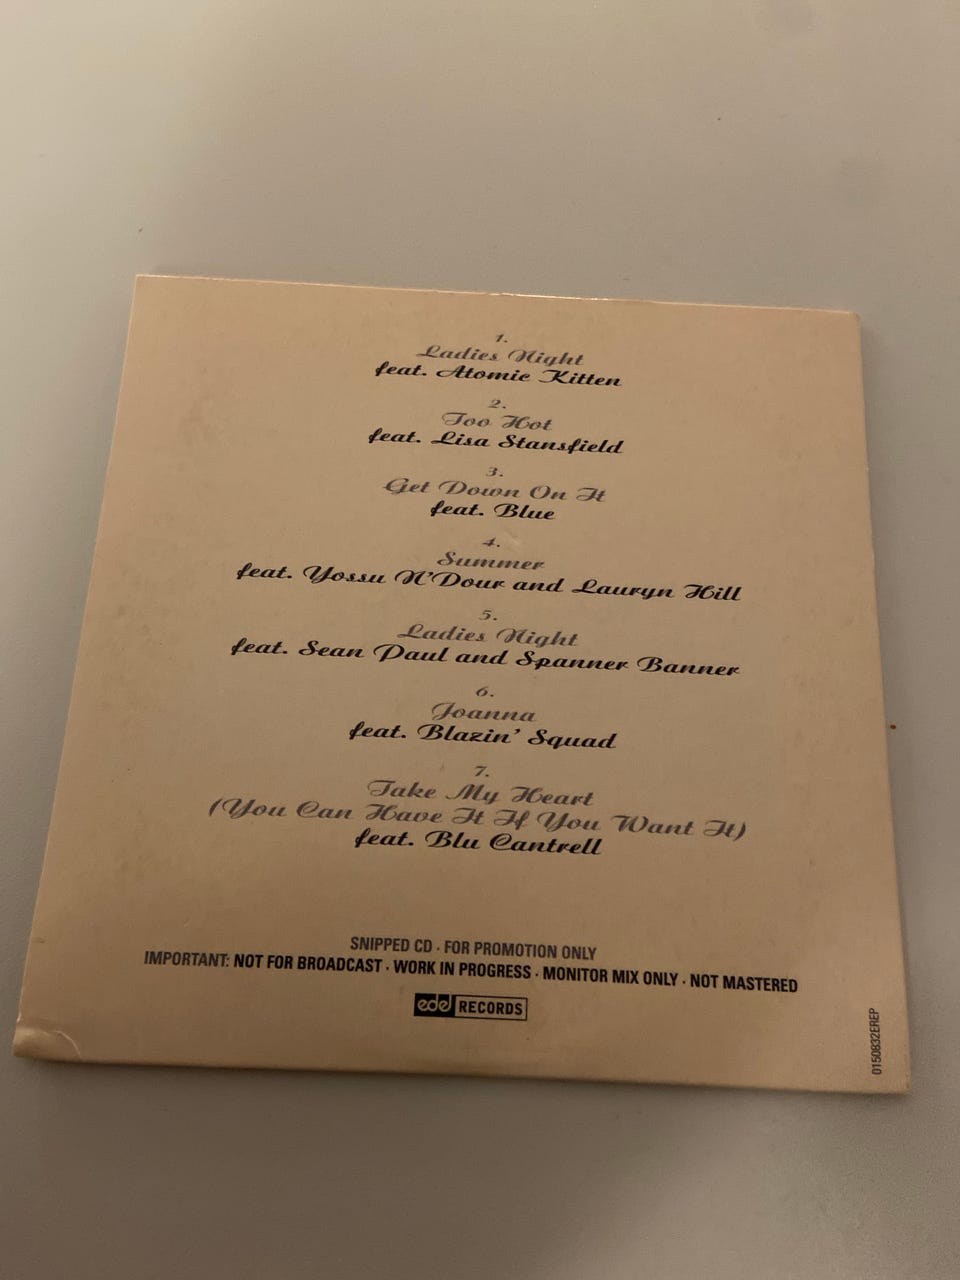 1.
Ladies Night
feat. Atomic Kitten
2.
Too Hot
feat. Lisa Stansfield
3.
Get Down On It
feat. Blue
4.
Summer
feat. Yossu N'Dour and Lauryn Hill
5.
Ladies Night
feat. Sean Paul and Spanner Banner
6.
Joanna
feat. Blazin' Squad
7.
Take My Heart
(You Can Have It If You Want It)
feat. Blu Cantrell
SNIPPED CD · FOR PROMOTION ONLY
IMPORTANT: NOT FOR BROADCAST · WORK IN PROGRESS · MONITOR MIX ONLY · NOT MASTERED
edel RECORDS
0150832EREP